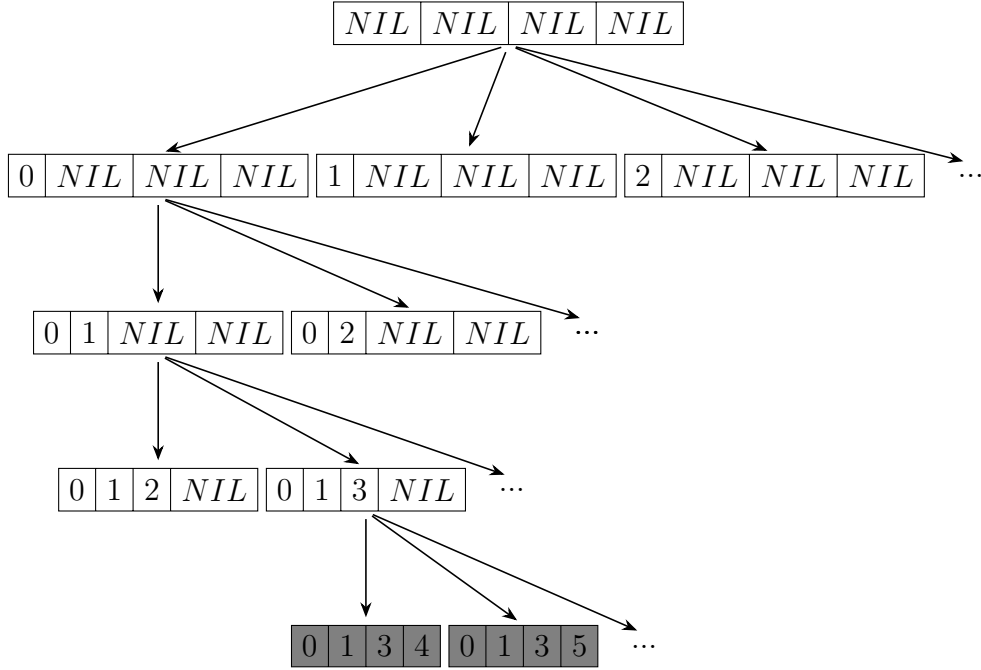 NIL NIL NIL NIL
0 NIL NIL NIL 1 NIL NIL NIL 2 NIL NIL NIL ...
0 1 NIL NIL 0 2 NIL NIL ...
0 1 2 NIL 0 1 3 NIL ...
0 1 3 4 0 1 3 5 ...